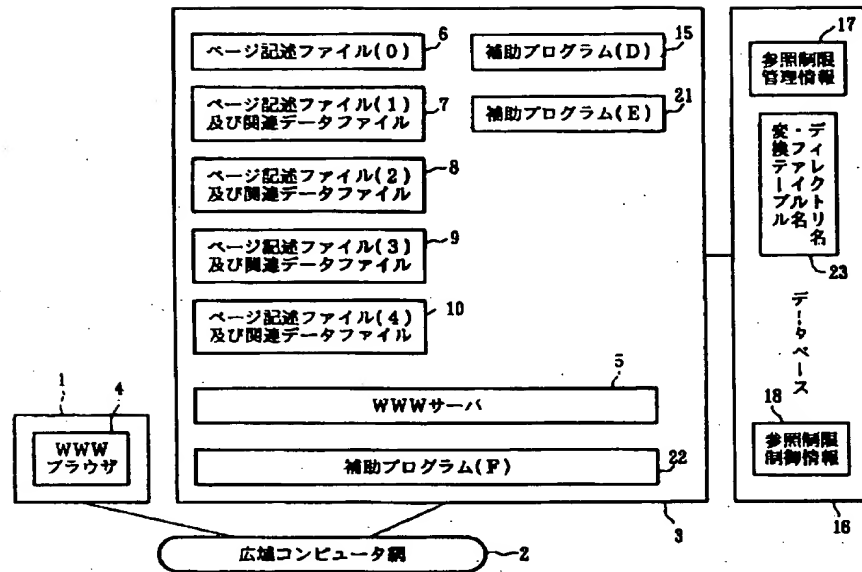 ページ記述ファイル(0)
6
補助プログラム(D)
15
ページ記述ファイル(1)
及び関連データファイル
7
補助プログラム(E)
21
ページ記述ファイル(2)
及び関連データファイル
8
ページ記述ファイル(3)
及び関連データファイル
9
ページ記述ファイル(4)
及び関連データファイル
10
5
WWWサーバ
補助プログラム(F)
22
3
1
4
WWW
ブラウザ
広域コンピュータ網
2
17
参照制限
管理情報
ディレクトリ名
・ファイル名
変換テーブル
23
データベース
18
参照制限
制御情報
16